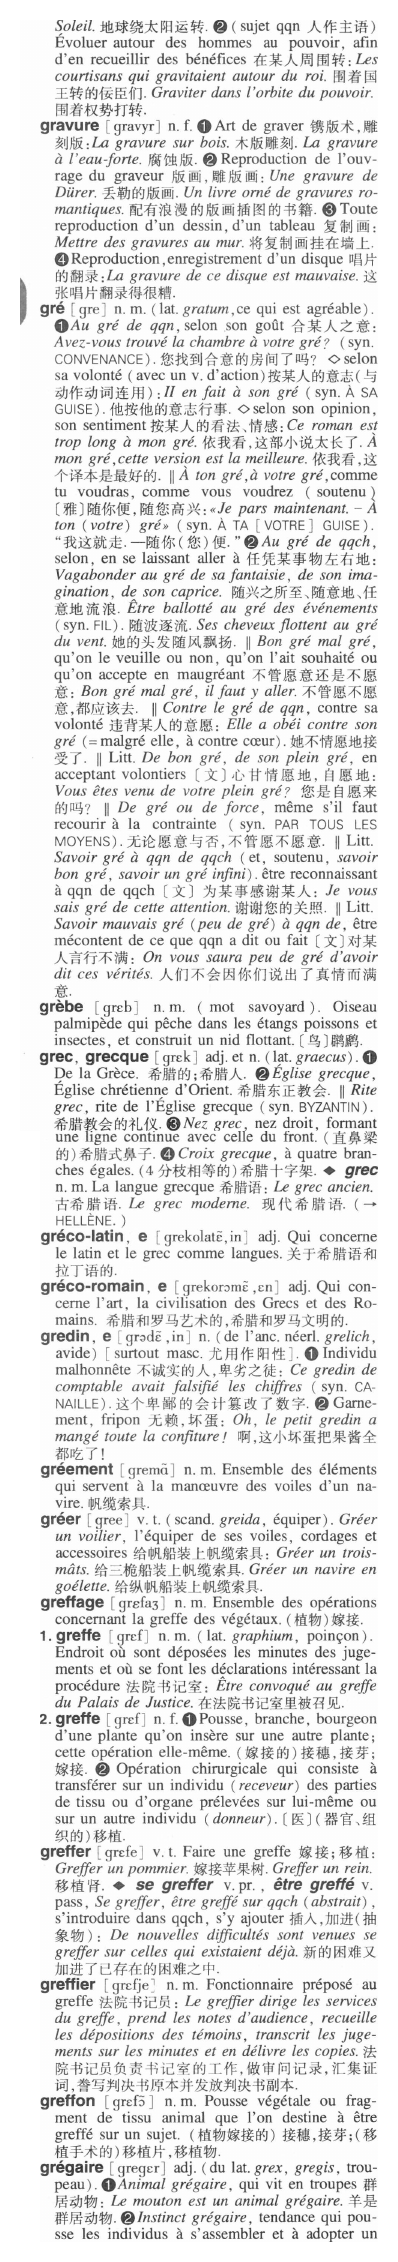 Soleil. 地球绕太阳运转. ❷ (sujet qqn 人作主语)
Évoluer autour des hommes au pouvoir, afin
d'en recueillir des bénéfices 在某人周围转: Les
courtisans qui gravitaient autour du roi. 围着国
王转的佞臣们. Graviter dans l'orbite du pouvoir.
围着权势打转.
gravure [gravyr] n. f. ❶ Art de graver 镌版术,雕
刻版: La gravure sur bois. 木版雕刻. La gravure
à l'eau-forte. 腐蚀版. ❷ Reproduction de l'ouv-
rage du graveur 版画,雕版画: Une gravure de
Dürer. 丢勒的版画. Un livre orné de gravures ro-
mantiques. 配有浪漫的版画插图的书籍. ❸ Toute
reproduction d'un dessin, d'un tableau 复制画:
Mettre des gravures au mur. 将复制画挂在墙上.
❹ Reproduction, enregistrement d'un disque 唱片
的翻录: La gravure de ce disque est mauvaise. 这
张唱片翻录得很糟.
gré [gre] n. m. (lat. gratum, ce qui est agréable).
❶ Au gré de qqn, selon son goût 合某人之意:
Avez-vous trouvé la chambre à votre gré? (syn.
CONVENANCE). 您找到合意的房间了吗? ◇ selon
sa volonté (avec un v. d'action) 按某人的意志(与
动作动词连用): Il en fait à son gré (syn. À SA
GUISE). 他按他的意志行事. ◇ selon son opinion,
son sentiment 按某人的看法、情感: Ce roman est
trop long à mon gré. 依我看,这部小说太长了. À
mon gré, cette version est la meilleure. 依我看,这
个译本是最好的. ‖ À ton gré, à votre gré, comme
tu voudras, comme vous voudrez (soutenu)
[雅]随你便,随您高兴: «Je pars maintenant. – À
ton (votre) gré» (syn. À TA [VOTRE] GUISE).
“我这就走. —随你(您)便.” ❷ Au gré de qqch,
selon, en se laissant aller à 任凭某事物左右地:
Vagabonder au gré de sa fantaisie, de son ima-
gination, de son caprice. 随兴之所至、随意地、任
意地流浪. Être ballotté au gré des événements
(syn. FIL). 随波逐流. Ses cheveux flottent au gré
du vent. 她的头发随风飘扬. ‖ Bon gré mal gré,
qu'on le veuille ou non, qu'on l'ait souhaité ou
qu'on accepte en maugréant 不管愿意还是不愿
意: Bon gré mal gré, il faut y aller. 不管愿不愿
意,都应该去. ‖ Contre le gré de qqn, contre sa
volonté 违背某人的意愿: Elle a obéi contre son
gré (= malgré elle, à contre cœur). 她不情愿地接
受了. ‖ Litt. De bon gré, de son plein gré, en
acceptant volontiers [文]心甘情愿地,自愿地:
Vous êtes venu de votre plein gré? 您是自愿来
的吗? ‖ De gré ou de force, même s'il faut
recourir à la contrainte (syn. PAR TOUS LES
MOYENS). 无论愿意与否,不管愿不愿意. ‖ Litt.
Savoir gré à qqn de qqch (et, soutenu, savoir
bon gré, savoir un gré infini). être reconnaissant
à qqn de qqch [文] 为某事感谢某人: Je vous
sais gré de cette attention. 谢谢您的关照. ‖ Litt.
Savoir mauvais gré (peu de gré) à qqn de, être
mécontent de ce que qqn a dit ou fait [文]对某
人言行不满: On vous saura peu de gré d'avoir
dit ces vérités. 人们不会因你们说出了真情而满
意.
grèbe [grɛb] n. m. (mot savoyard). Oiseau
palmipède qui pêche dans les étangs poissons et
insectes, et construit un nid flottant. [鸟]䴙䴘.
grec, grecque [grɛk] adj. et n. (lat. graecus). ❶
De la Grèce. 希腊的;希腊人. ❷ Église grecque,
Église chrétienne d'Orient. 希腊东正教会. ‖ Rite
grec, rite de l'Église grecque (syn. BYZANTIN).
希腊教会的礼仪. ❸ Nez grec, nez droit, formant
une ligne continue avec celle du front. (直鼻梁
的)希腊式鼻子. ❹ Croix grecque, à quatre bran-
ches égales. (4分枝相等的)希腊十字架. ◆ grec
n. m. La langue grecque 希腊语: Le grec ancien.
古希腊语. Le grec moderne. 现代希腊语. (→
HELLÈNE.)
gréco-latin, e [grekolatɛ̃, in] adj. Qui concerne
le latin et le grec comme langues. 关于希腊语和
拉丁语的.
gréco-romain, e [grekorɔmɛ̃, ɛn] adj. Qui con-
cerne l'art, la civilisation des Grecs et des Ro-
mains. 希腊和罗马艺术的,希腊和罗马文明的.
gredin, e [grədɛ̃, in] n. (de l'anc. néerl. grelich,
avide) [surtout masc. 尤用作阳性]. ❶ Individu
malhonnête 不诚实的人,卑劣之徒: Ce gredin de
comptable avait falsifié les chiffres (syn. CA-
NAILLE). 这个卑鄙的会计篡改了数字. ❷ Garne-
ment, fripon 无赖,坏蛋: Oh, le petit gredin a
mangé toute la confiture! 啊,这小坏蛋把果酱全
都吃了!
gréement [gremɑ̃] n. m. Ensemble des éléments
qui servent à la manœuvre des voiles d'un na-
vire. 帆缆索具.
gréer [gree] v. t. (scand. greida, équiper). Gréer
un voilier, l'équiper de ses voiles, cordages et
accessoires 给帆船装上帆缆索具: Gréer un trois-
mâts. 给三桅船装上帆缆索具. Gréer un navire en
goélette. 给纵帆船装上帆缆索具.
greffage [grɛfaʒ] n. m. Ensemble des opérations
concernant la greffe des végétaux. (植物)嫁接.
1. greffe [grɛf] n. m. (lat. graphium, poinçon).
Endroit où sont déposées les minutes des juge-
ments et où se font les déclarations intéressant la
procédure 法院书记室: Être convoqué au greffe
du Palais de Justice. 在法院书记室里被召见.
2. greffe [grɛf] n. f. ❶ Pousse, branche, bourgeon
d'une plante qu'on insère sur une autre plante;
cette opération elle-même. (嫁接的)接穗,接芽;
嫁接. ❷ Opération chirurgicale qui consiste à
transférer sur un individu (receveur) des parties
de tissu ou d'organe prélevées sur lui-même ou
sur un autre individu (donneur). [医](器官、组
织的)移植.
greffer [grɛfe] v. t. Faire une greffe 嫁接;移植:
Greffer un pommier. 嫁接苹果树. Greffer un rein.
移植肾. ◆ se greffer v. pr., être greffé v.
pass, Se greffer, être greffé sur qqch (abstrait),
s'introduire dans qqch, s'y ajouter 插入,加进(抽
象物): De nouvelles difficultés sont venues se
greffer sur celles qui existaient déjà. 新的困难又
加进了已存在的困难之中.
greffier [grɛfje] n. m. Fonctionnaire préposé au
greffe 法院书记员: Le greffier dirige les services
du greffe, prend les notes d'audience, recueille
les dépositions des témoins, transcrit les juge-
ments sur les minutes et en délivre les copies. 法
院书记员负责书记室的工作,做审问记录,汇集证
词,誊写判决书原本并发放判决书副本.
greffon [grɛfɔ̃] n. m. Pousse végétale ou frag-
ment de tissu animal que l'on destine à être
greffé sur un sujet. (植物嫁接的) 接穗,接芽;(移
植手术的)移植片,移植物.
grégaire [gregɛr] adj. (du lat. grex, gregis, trou-
peau). ❶ Animal grégaire, qui vit en troupes 群
居动物: Le mouton est un animal grégaire. 羊是
群居动物. ❷ Instinct grégaire, tendance qui pou-
sse les individus à s'assembler et à adopter un